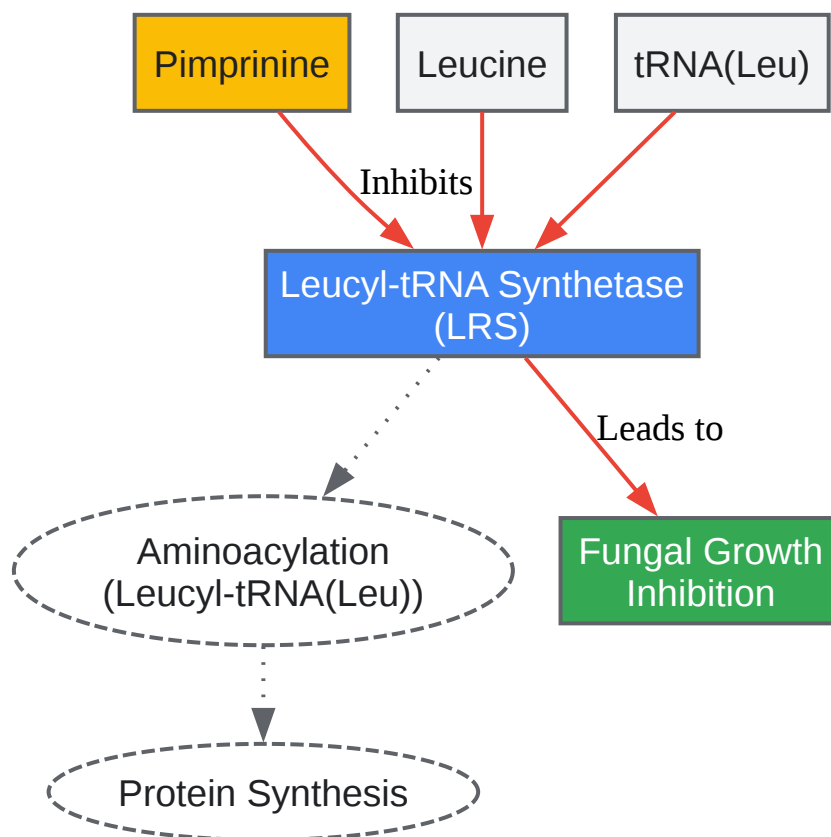 Pimprinine
Leucine
tRNA(Leu)
Inhibits
Leucyl-tRNA Synthetase
(LRS)
Leads to
Aminoacylation
(Leucyl-tRNA(Leu))
Fungal Growth
Inhibition
Protein Synthesis